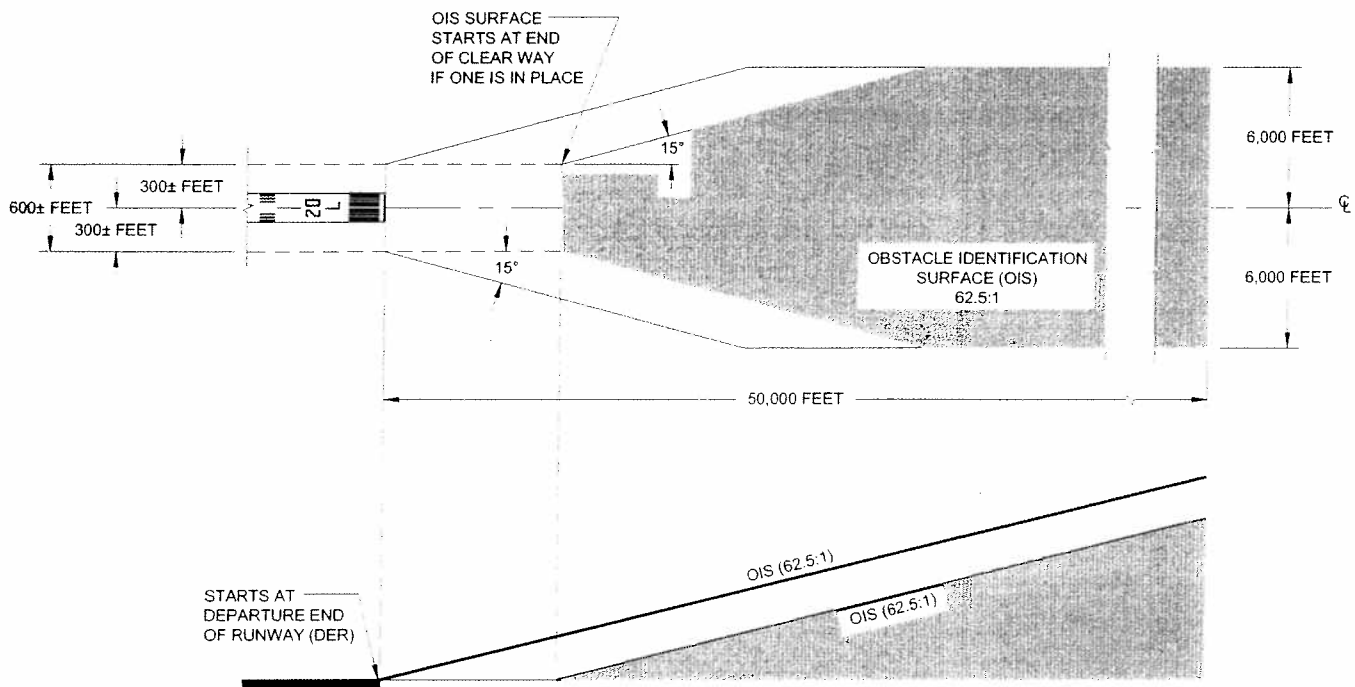 OIS SURFACE
STARTS AT END
OF CLEAR WAY
IF ONE IS IN PLACE
6,000 FEET
15°
300± FEET
600± FEET
20 L
300± FEET
℄
OBSTACLE IDENTIFICATION
SURFACE (OIS)
62.5:1
15°
6,000 FEET
50,000 FEET
OIS (62.5:1)
STARTS AT
DEPARTURE END
OF RUNWAY (DER)
OIS (62.5:1)